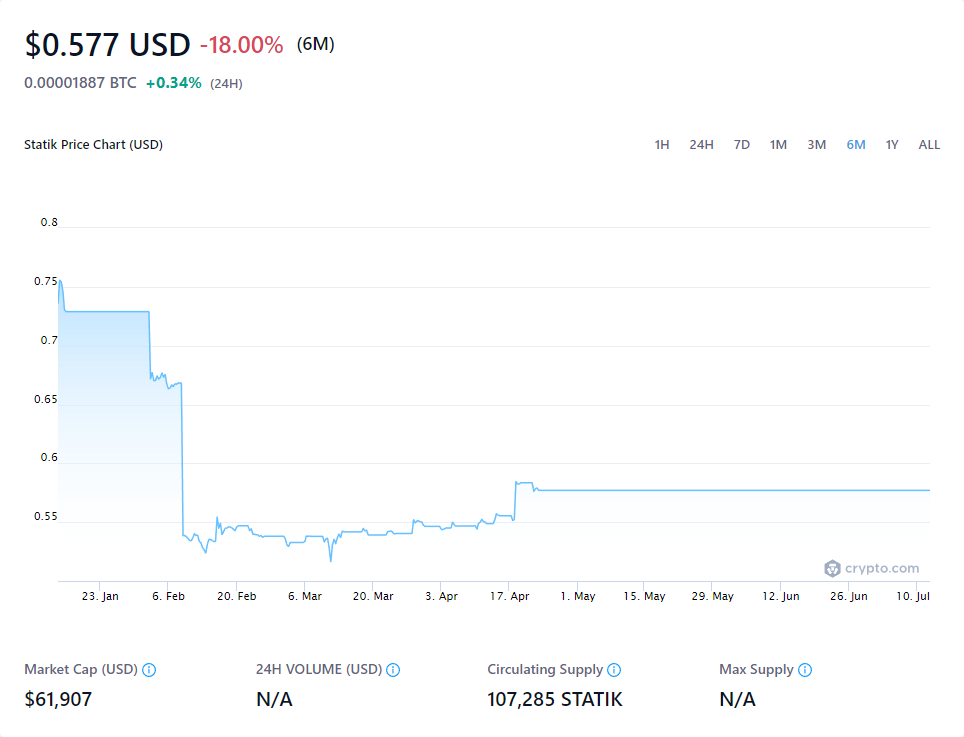 $0.577 USD -18.00% (6M)
0.00001887 BTC +0.34% (24H)
Statik Price Chart (USD) 1H 24H 7D 1M 3M 6M 1Y ALL
0.8
0.75
0.7
0.65
0.6
0.55
crypto.com
23. Jan 6. Feb 20. Feb 6. Mar 20. Mar 3. Apr 17. Apr 1. May 15. May 29. May 12. Jun 26. Jun 10. Jul
Market Cap (USD) 24H VOLUME (USD) Circulating Supply Max Supply
$61,907 N/A 107,285 STATIK N/A